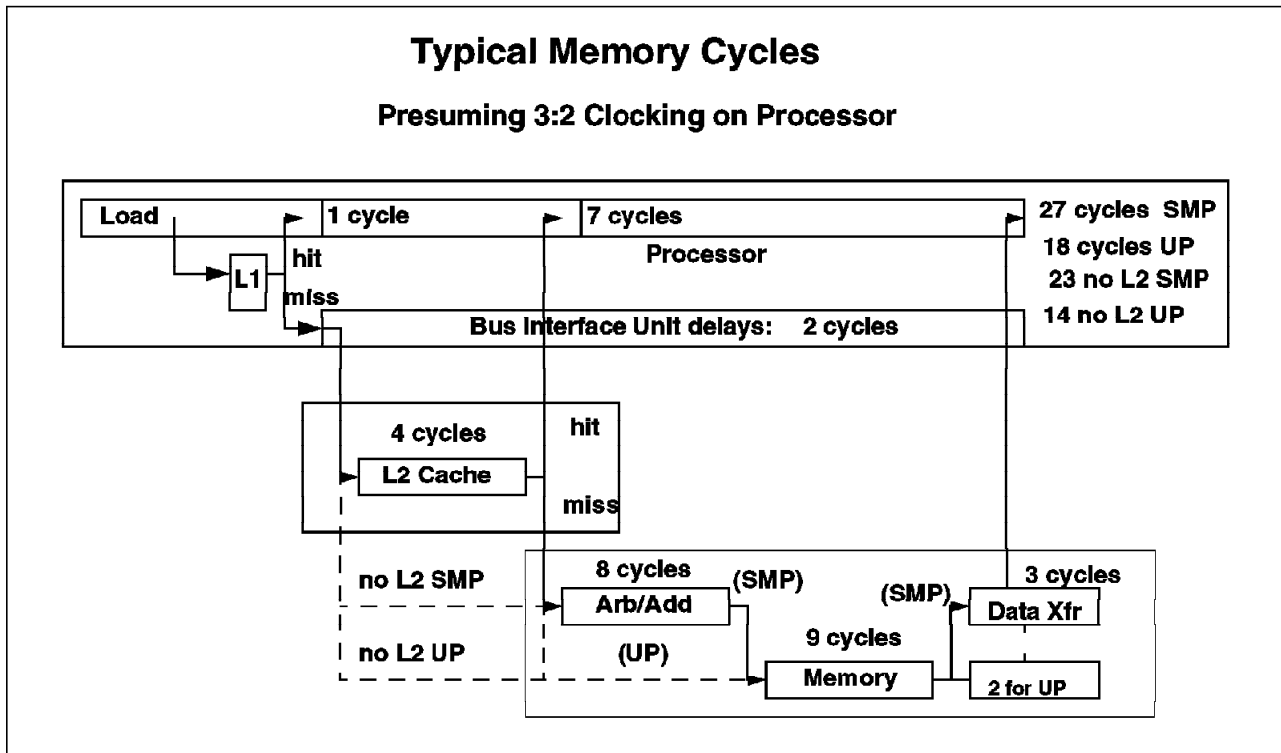 Typical Memory Cycles
Presuming 3:2 Clocking on Processor
Load
1 cycle
7 cycles
27 cycles SMP
18 cycles UP
23 no L2 SMP
14 no L2 UP
Processor
hit
L1
miss
Bus Interface Unit delays: 2 cycles
4 cycles
hit
L2 Cache
miss
no L2 SMP
8 cycles
(SMP)
(SMP)
3 cycles
Arb/Add
Data Xfr
no L2 UP
(UP)
9 cycles
Memory
2 for UP